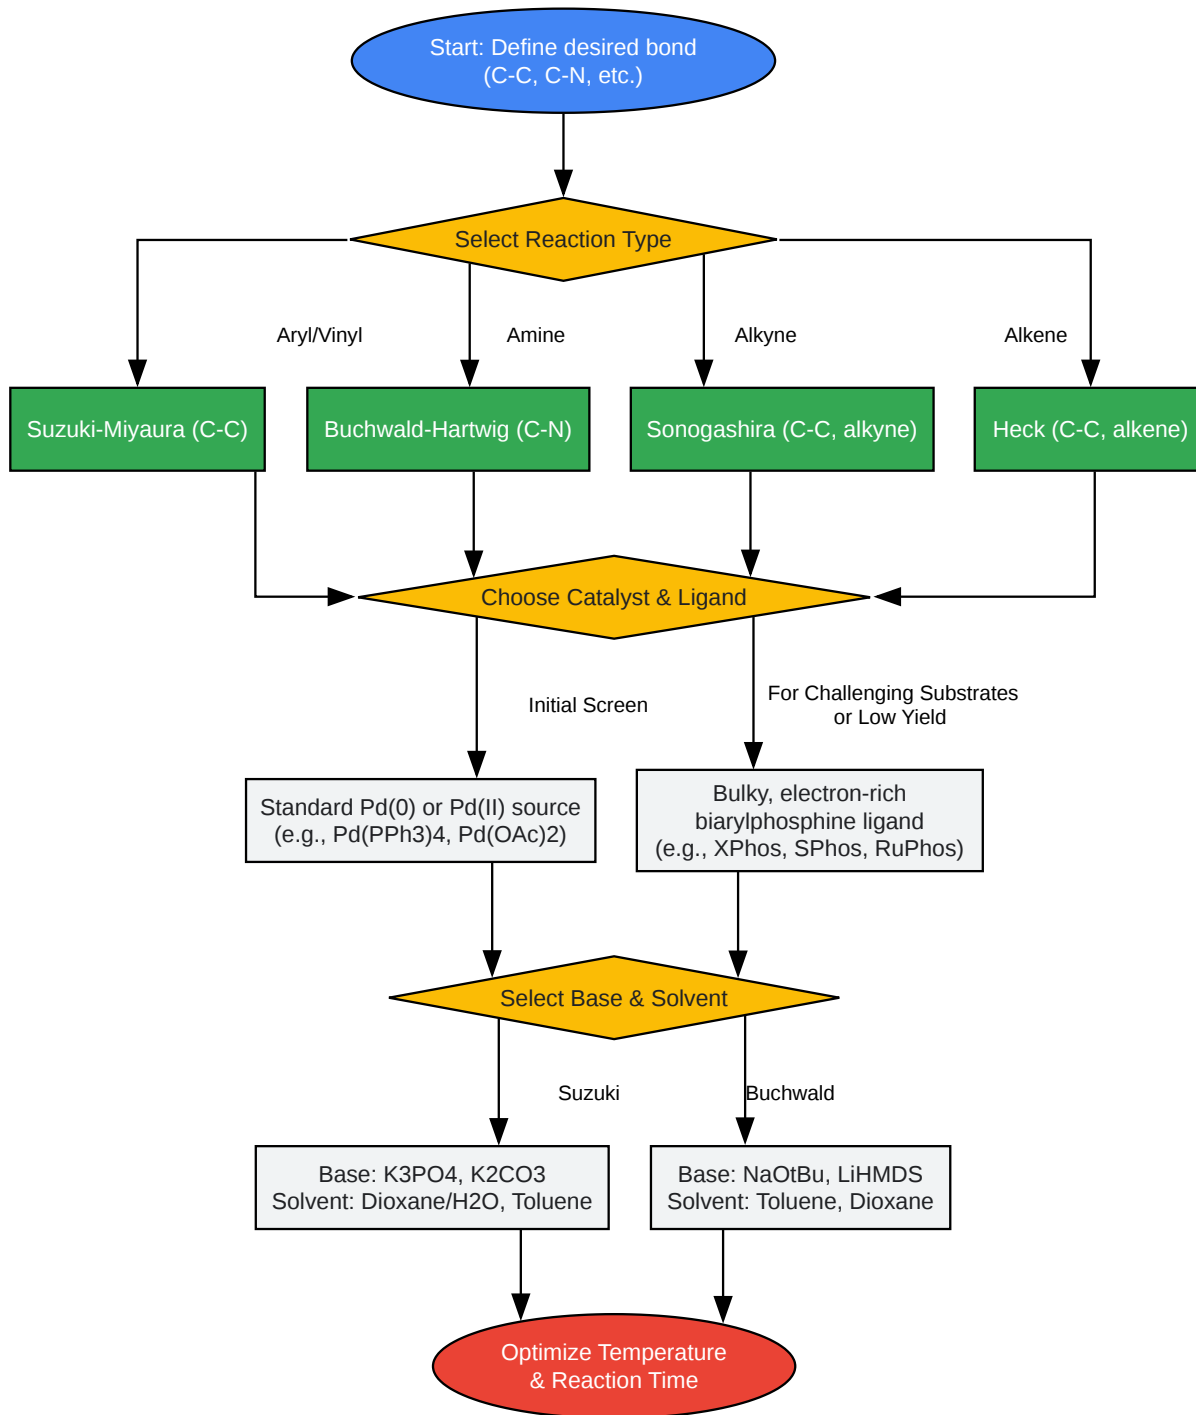 Start: Define desired bond
(C-C, C-N, etc.)
Select Reaction Type
Aryl/Vinyl
Amine
Alkyne
Alkene
Suzuki-Miyaura (C-C)
Buchwald-Hartwig (C-N)
Sonogashira (C-C, alkyne)
Heck (C-C, alkene)
Choose Catalyst & Ligand
Initial Screen
For Challenging Substrates
or Low Yield
Standard Pd(0) or Pd(II) source
(e.g., Pd(PPh3)4, Pd(OAc)2)
Bulky, electron-rich
biarylphosphine ligand
(e.g., XPhos, SPhos, RuPhos)
Select Base & Solvent
Suzuki
Buchwald
Base: K3PO4, K2CO3
Solvent: Dioxane/H2O, Toluene
Base: NaOtBu, LiHMDS
Solvent: Toluene, Dioxane
Optimize Temperature
& Reaction Time